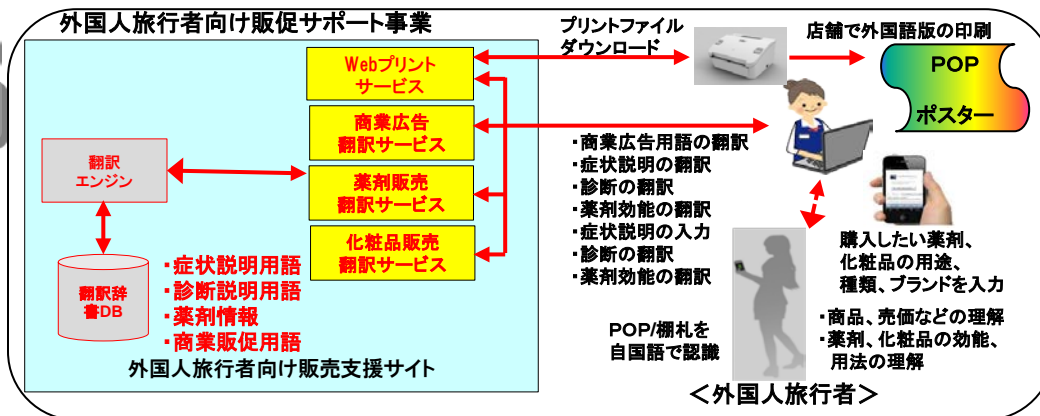 外国人旅行者向け販促サポート事業
Webプリント
サービス
商業広告
翻訳サービス
薬剤販売
翻訳サービス
化粧品販売
翻訳サービス
翻訳
エンジン
翻訳辞
書DB
・症状説明用語
・診断説明用語
・薬剤情報
・商業販促用語
外国人旅行者向け販売支援サイト
プリントファイル
ダウンロード
店舗で外国語版の印刷
POP
ポスター
・商業広告用語の翻訳
・症状説明の翻訳
・診断の翻訳
・薬剤効能の翻訳
・症状説明の入力
・診断の翻訳
・薬剤効能の翻訳
購入したい薬剤、
化粧品の用途、
種類、ブランドを入力
POP/棚札を
自国語で認識
・商品、売価などの理解
・薬剤、化粧品の効能、
用法の理解
＜外国人旅行者＞